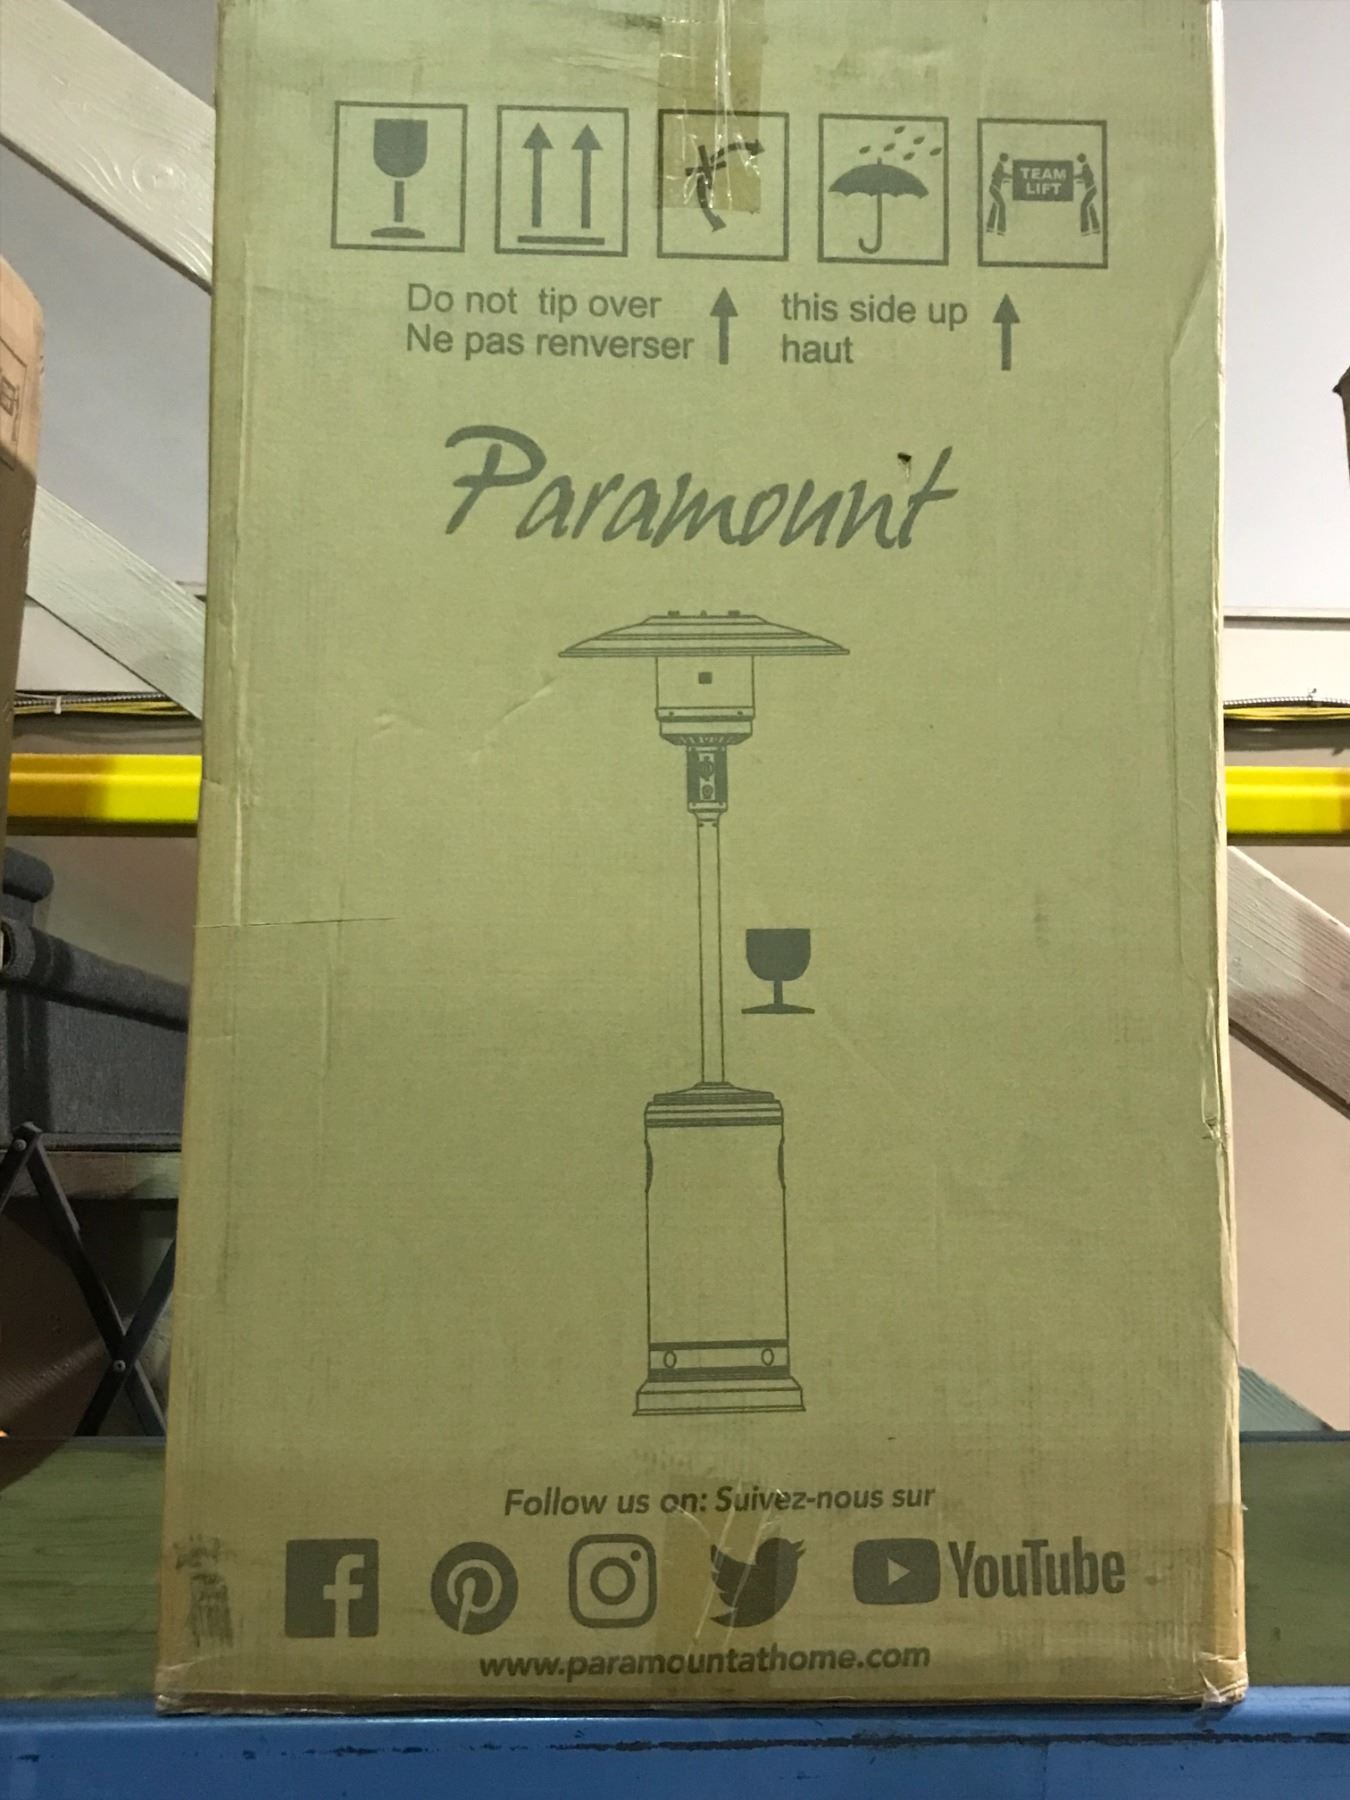 TEAM
LIFT
Do not tip over
Ne pas renverser
this side up
haut
Paramount
Follow us on: Suivez-nous sur
YouTube
www.paramountathome.com